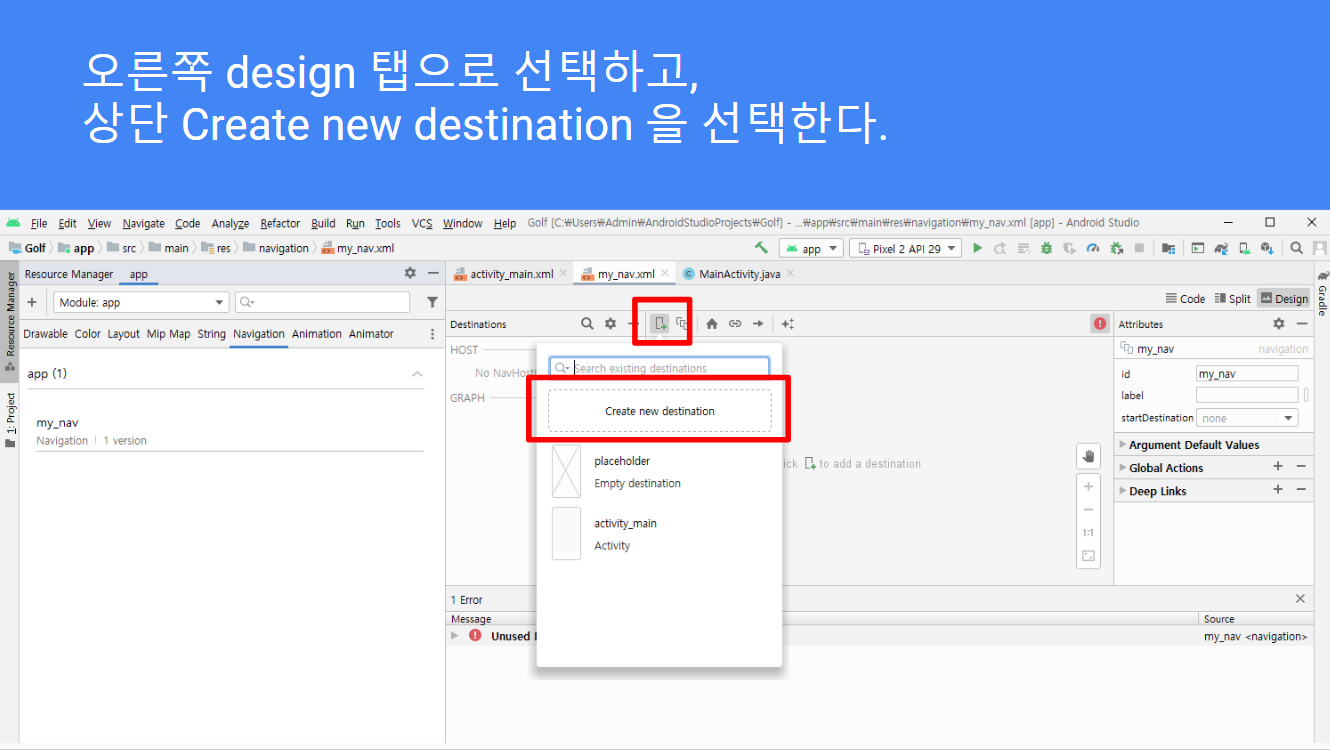 오른쪽 design 탭으로 선택하고,
상단 Create new destination 을 선택한다.
File Edit View Navigate Code Analyze Refactor Build Run Tools VCS Window Help Golf [C:₩Users₩Admin₩AndroidStudioProjects₩Golf] - ...₩app₩src₩main₩res₩navigation₩my_nav.xml [app] - Android Studio
Golf app src main res navigation my_nav.xml app Pixel 2 API 29
Resource Manager app
activity_main.xml my_nav.xml MainActivity.java
Resource Manager
1: Project
Gradle
Module: app
Code Split Design
Drawable Color Layout Mip Map String Navigation Animation Animator
app (1)
my_nav
Navigation 1 version
Destinations
HOST
No NavHost
GRAPH
Search existing destinations
Create new destination
placeholder
Empty destination
activity_main
Activity
ick to add a destination
1:1
Attributes
my_nav navigation
id my_nav
label
startDestination none
Argument Default Values
Global Actions
Deep Links
1 Error
Message Source
Unused my_nav <navigation>